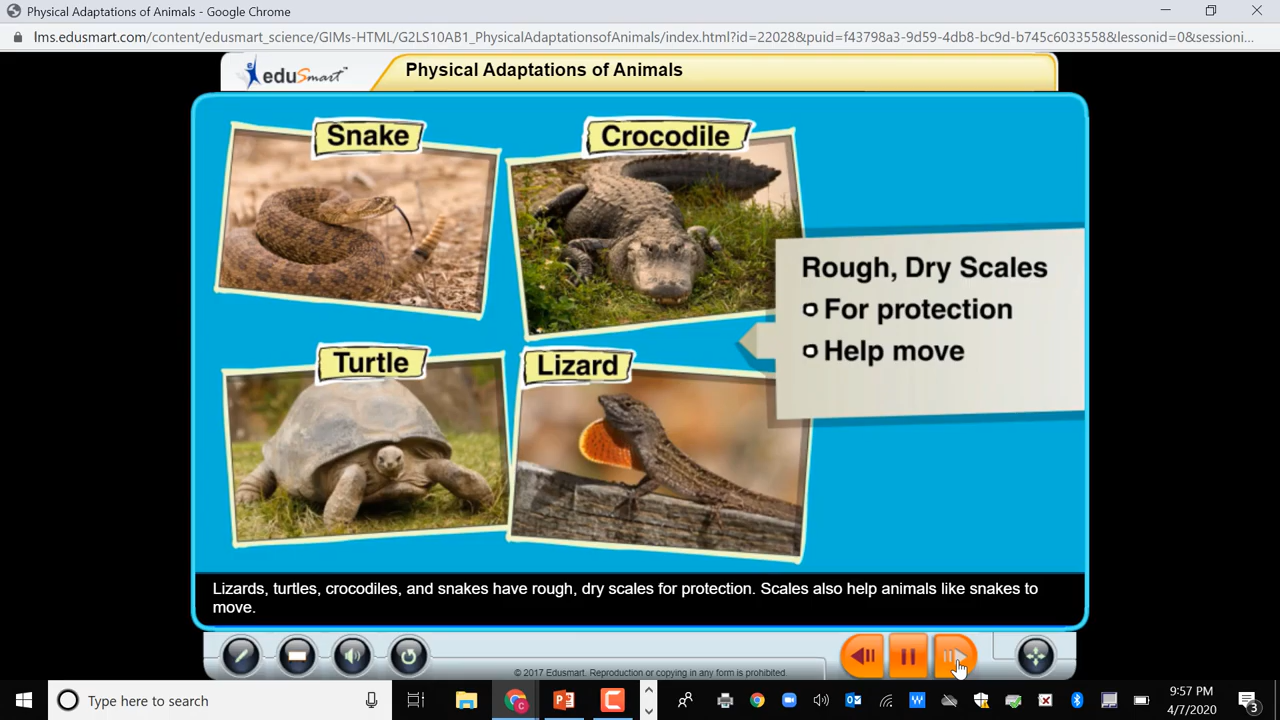 Physical Adaptations of Animals - Google Chrome
lms.edusmart.com/content/edusmart_science/GIMs-HTML/G2LS10AB1_PhysicalAdaptationsofAnimals/index.html?id=22028&puid=f43798a3-9d59-4db8-bc9d-b745c6033558&lessonid=0&sessioni...
eduSmart™
Physical Adaptations of Animals
Snake
Crocodile
Rough, Dry Scales
For protection
Help move
Turtle
Lizard
Lizards, turtles, crocodiles, and snakes have rough, dry scales for protection. Scales also help animals like snakes to
move.
© 2017 Edusmart. Reproduction or copying in any form is prohibited.
Type here to search
9:57 PM
4/7/2020
3